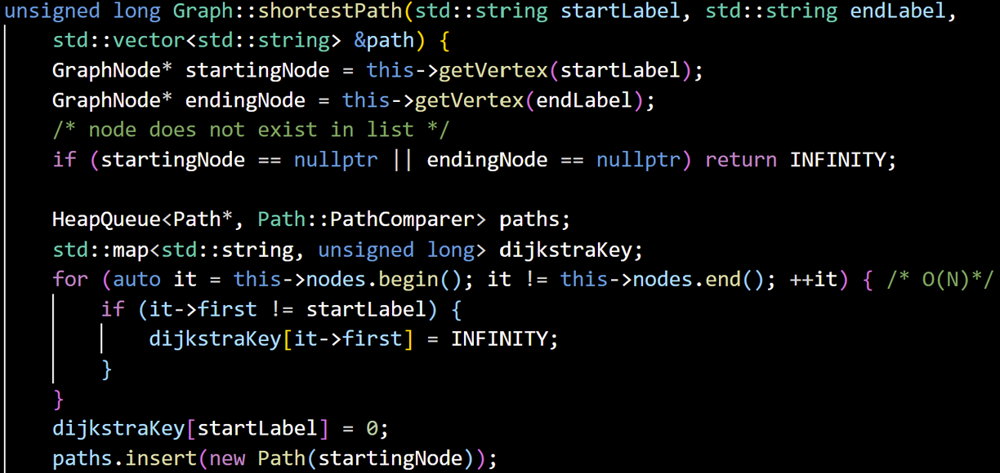 unsigned long Graph::shortestPath(std::string startLabel, std::string endLabel,
    std::vector<std::string> &path) {
    GraphNode* startingNode = this->getVertex(startLabel);
    GraphNode* endingNode = this->getVertex(endLabel);
    /* node does not exist in list */
    if (startingNode == nullptr || endingNode == nullptr) return INFINITY;

    HeapQueue<Path*, Path::PathComparer> paths;
    std::map<std::string, unsigned long> dijkstraKey;
    for (auto it = this->nodes.begin(); it != this->nodes.end(); ++it) { /* O(N)*/
        if (it->first != startLabel) {
            dijkstraKey[it->first] = INFINITY;
        }
    }
    dijkstraKey[startLabel] = 0;
    paths.insert(new Path(startingNode));